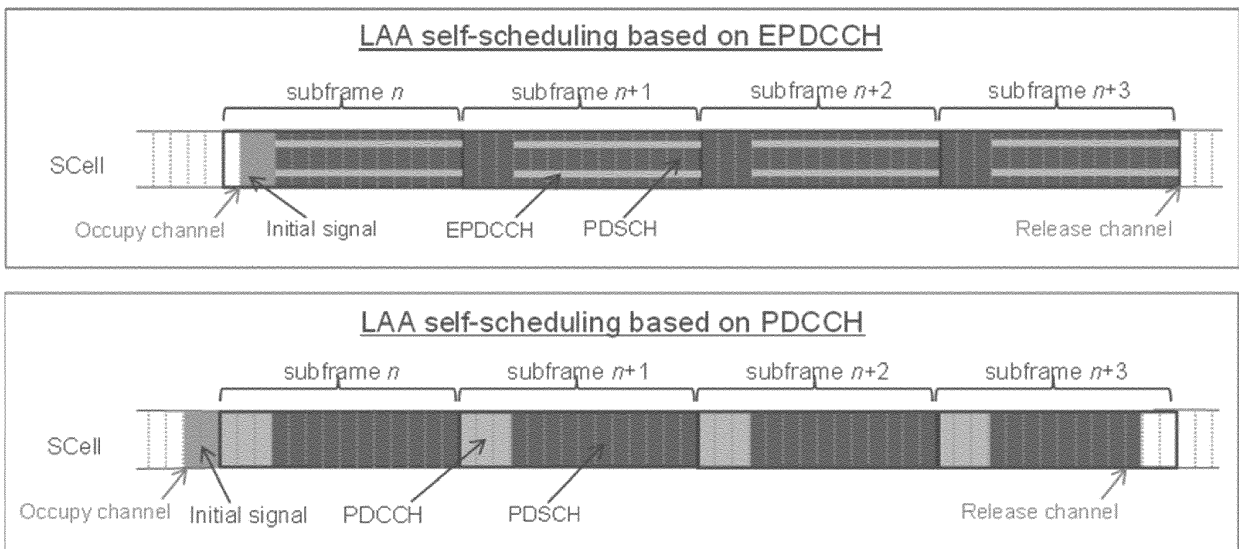 LAA self-scheduling based on EPDCCH
subframe n subframe n+1 subframe n+2 subframe n+3
SCell
Occupy channel Initial signal EPDCCH PDSCH Release channel
LAA self-scheduling based on PDCCH
subframe n subframe n+1 subframe n+2 subframe n+3
SCell
Occupy channel Initial signal PDCCH PDSCH Release channel